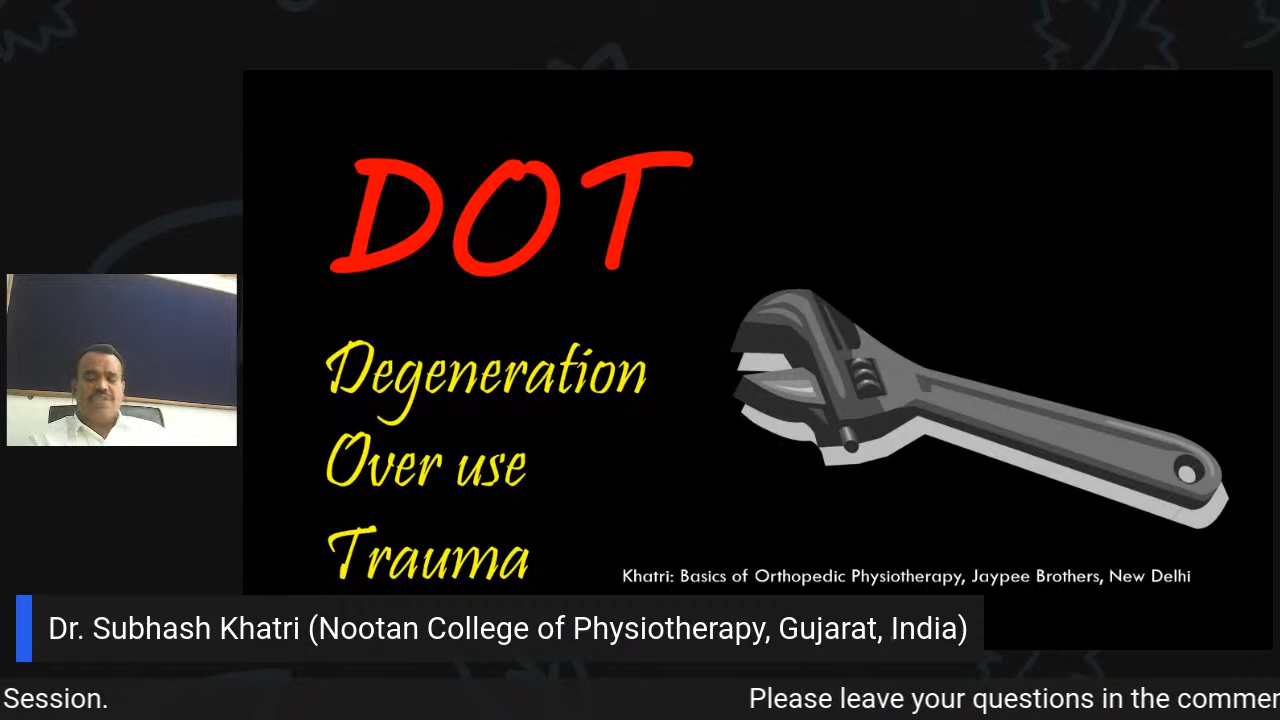 DOT
Degeneration
Over use
Trauma
Khatri: Basics of Orthopedic Physiotherapy, Jaypee Brothers, New Delhi
Dr. Subhash Khatri (Nootan College of Physiotherapy, Gujarat, India)
Session. Please leave your questions in the commer